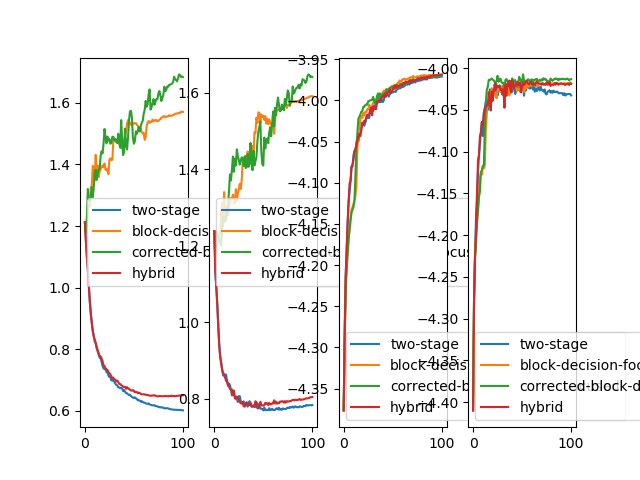 1.6
1.4
1.2
1.0
0.8
0.6
0
100
two-stage
block-decis
corrected-b
hybrid
1.6
1.4
1.2
1.0
0.8
0
100
two-stage
block-decis
corrected-b
hybrid
−3.95
−4.00
−4.05
−4.10
−4.15
−4.20
−4.25
−4.30
−4.35
0
100
two-stage
block-decis
corrected-b
hybrid
−4.00
−4.05
−4.10
−4.15
−4.20
−4.25
−4.30
−4.35
−4.40
0
100
two-stage
block-decision-foc
corrected-block-d
hybrid